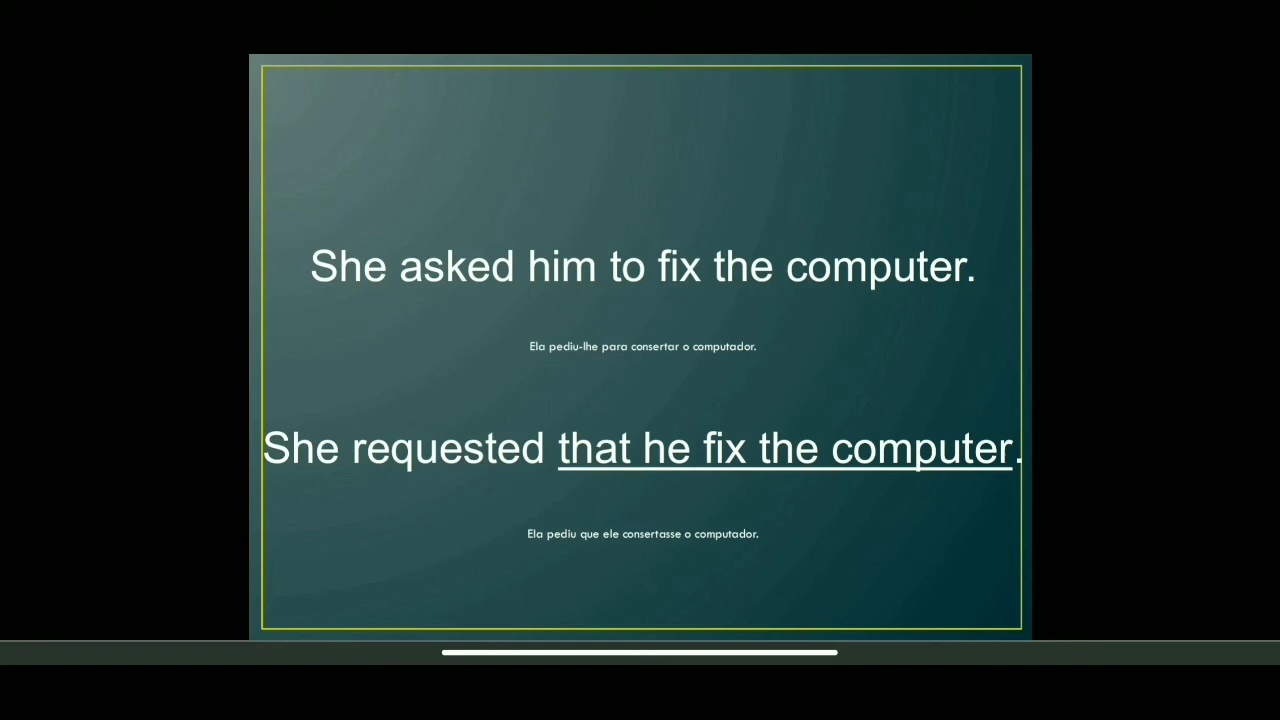 She asked him to fix the computer.
Ela pediu-lhe para consertar o computador.
She requested that he fix the computer.
Ela pediu que ele consertasse o computador.